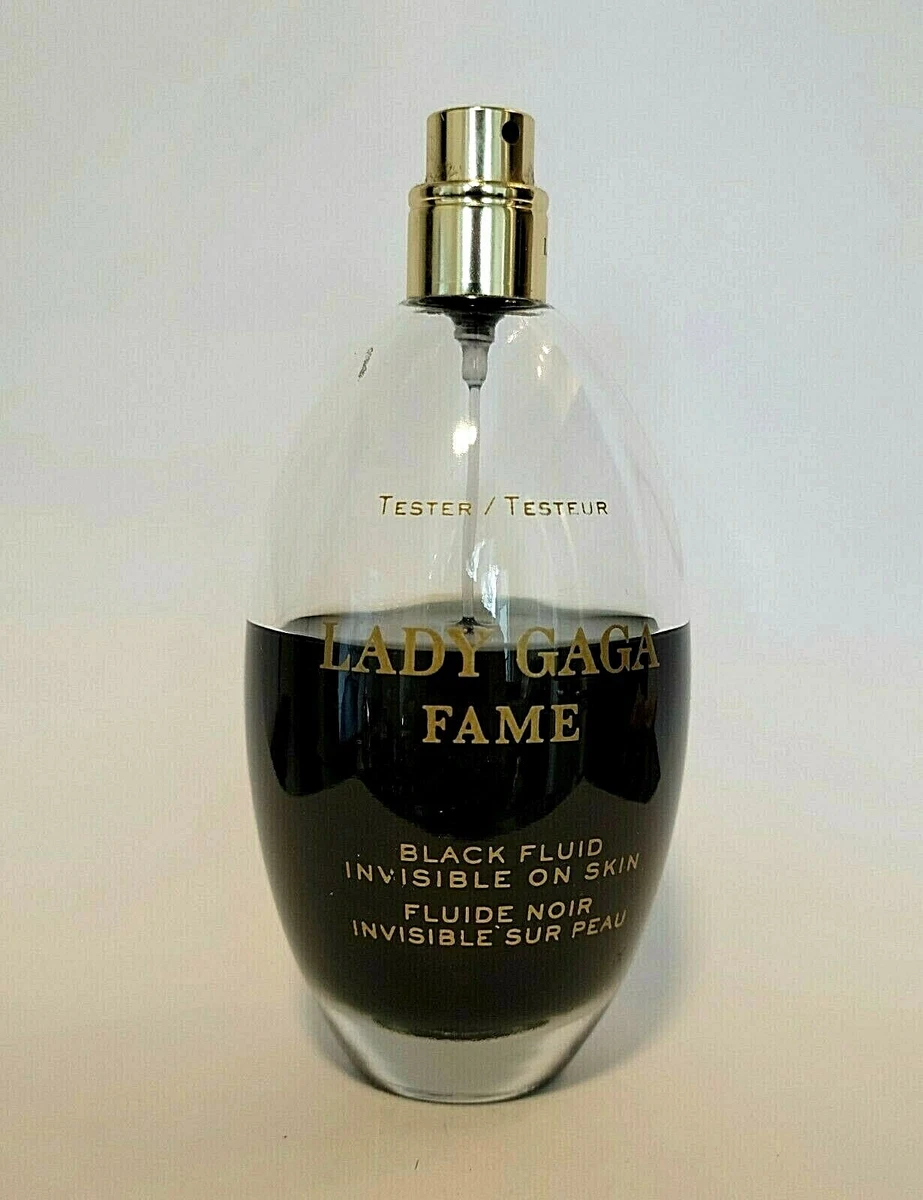 TESTER / TESTEUR
LADY GAGA
FAME
BLACK FLUID
INVISIBLE ON SKIN
FLUIDE NOIR
INVISIBLE SUR PEAU